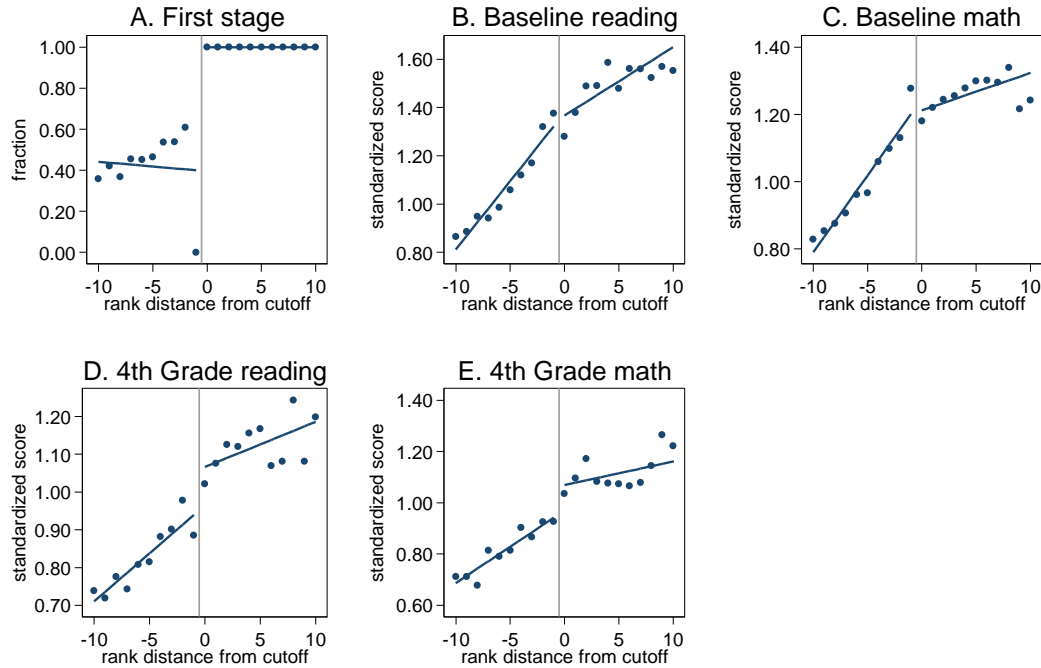 A. First stage
fraction
1.00
0.80
0.60
0.40
0.20
0.00
-10 -5 0 5 10
rank distance from cutoff
B. Baseline reading
standardized score
1.60
1.40
1.20
1.00
0.80
-10 -5 0 5 10
rank distance from cutoff
C. Baseline math
standardized score
1.40
1.20
1.00
0.80
-10 -5 0 5 10
rank distance from cutoff
D. 4th Grade reading
standardized score
1.20
1.10
1.00
0.90
0.80
0.70
-10 -5 0 5 10
rank distance from cutoff
E. 4th Grade math
standardized score
1.40
1.20
1.00
0.80
0.60
-10 -5 0 5 10
rank distance from cutoff